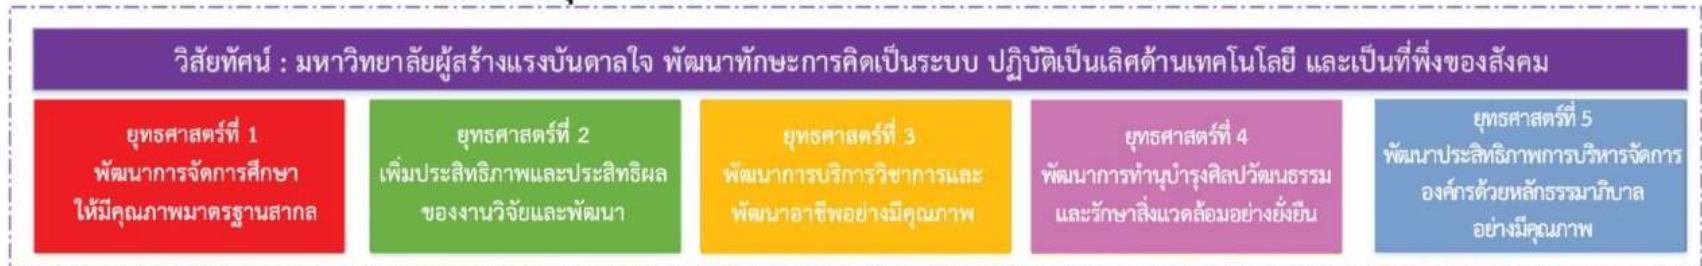 วิสัยทัศน์ : มหาวิทยาลัยผู้สร้างแรงบันดาลใจ พัฒนาทักษะการคิดเป็นระบบ ปฏิบัติเป็นเลิศด้านเทคโนโลยี และเป็นที่พึ่งของสังคม
ยุทธศาสตร์ที่ 1
พัฒนาการจัดการศึกษา
ให้มีคุณภาพมาตรฐานสากล
ยุทธศาสตร์ที่ 2
เพิ่มประสิทธิภาพและประสิทธิผล
ของงานวิจัยและพัฒนา
ยุทธศาสตร์ที่ 3
พัฒนาการบริการวิชาการและ
พัฒนาอาชีพอย่างมีคุณภาพ
ยุทธศาสตร์ที่ 4
พัฒนาการทำนุบำรุงศิลปวัฒนธรรม
และรักษาสิ่งแวดล้อมอย่างยั่งยืน
ยุทธศาสตร์ที่ 5
พัฒนาประสิทธิภาพการบริหารจัดการ
องค์กรด้วยหลักธรรมาภิบาล
อย่างมีคุณภาพ